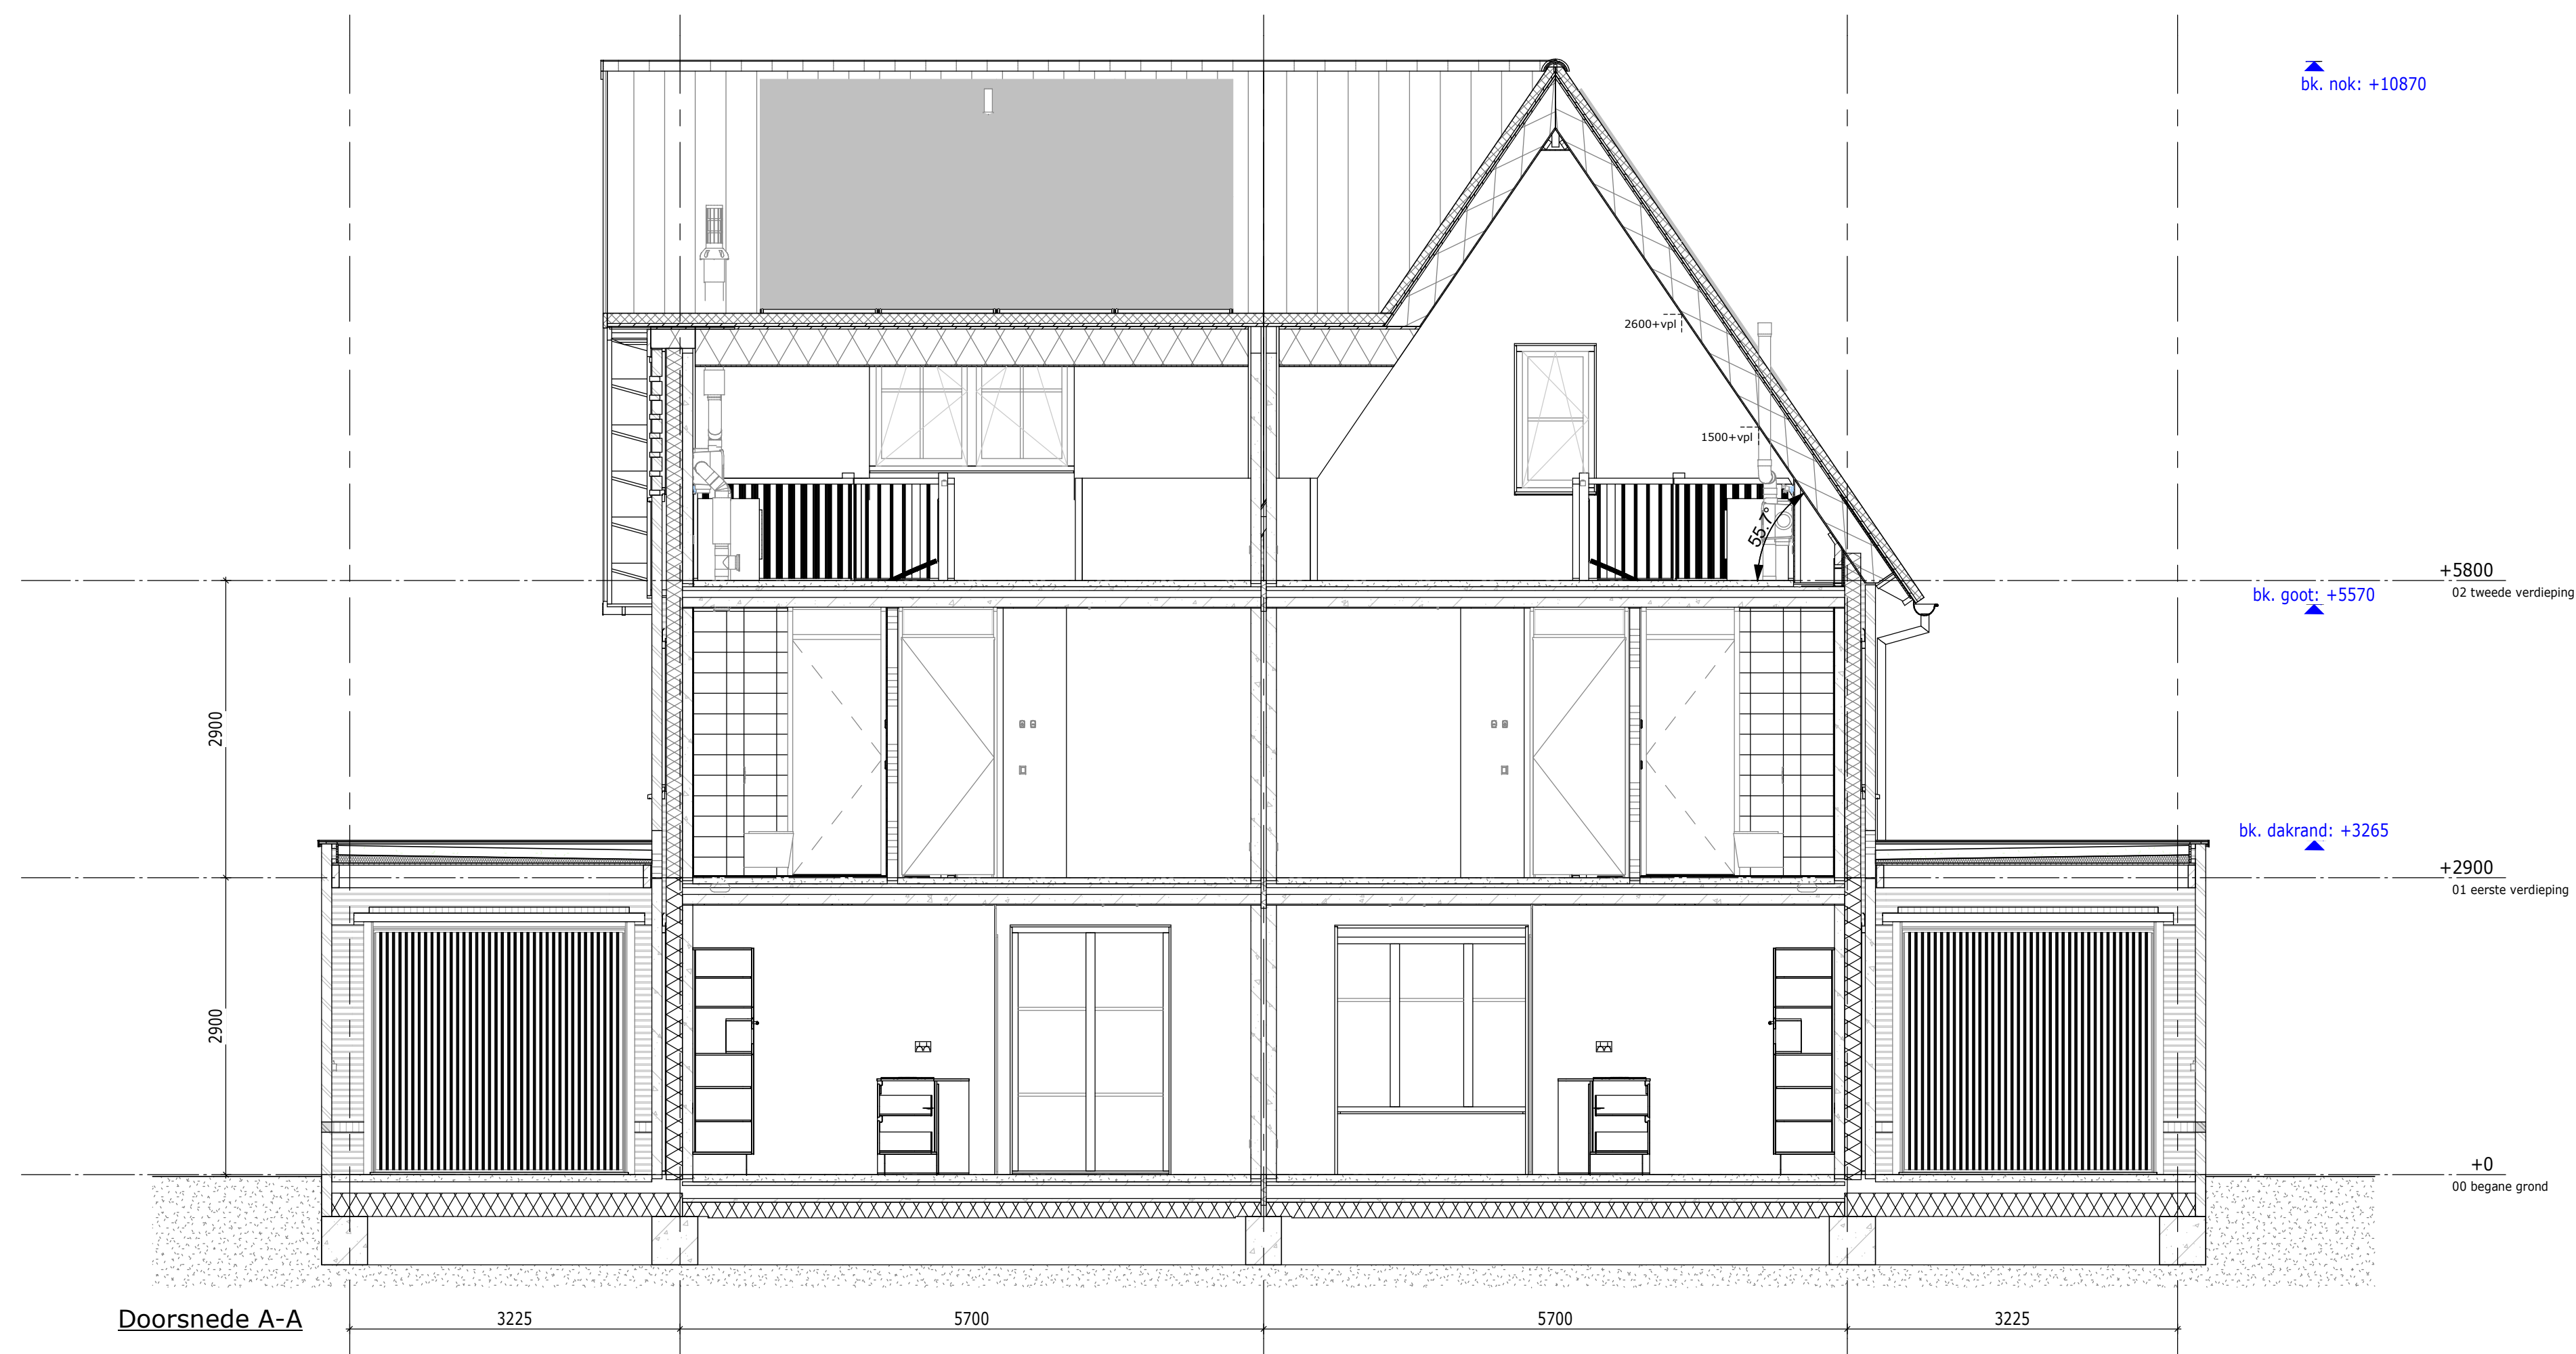 bk. nok: +10870
2600+vpl
1500+vpl
55.7°
+5800
02 tweede verdieping
bk. goot: +5570
2900
bk. dakrand: +3265
+2900
01 eerste verdieping
2900
+0
00 begane grond
Doorsnede A-A
3225
5700
5700
3225